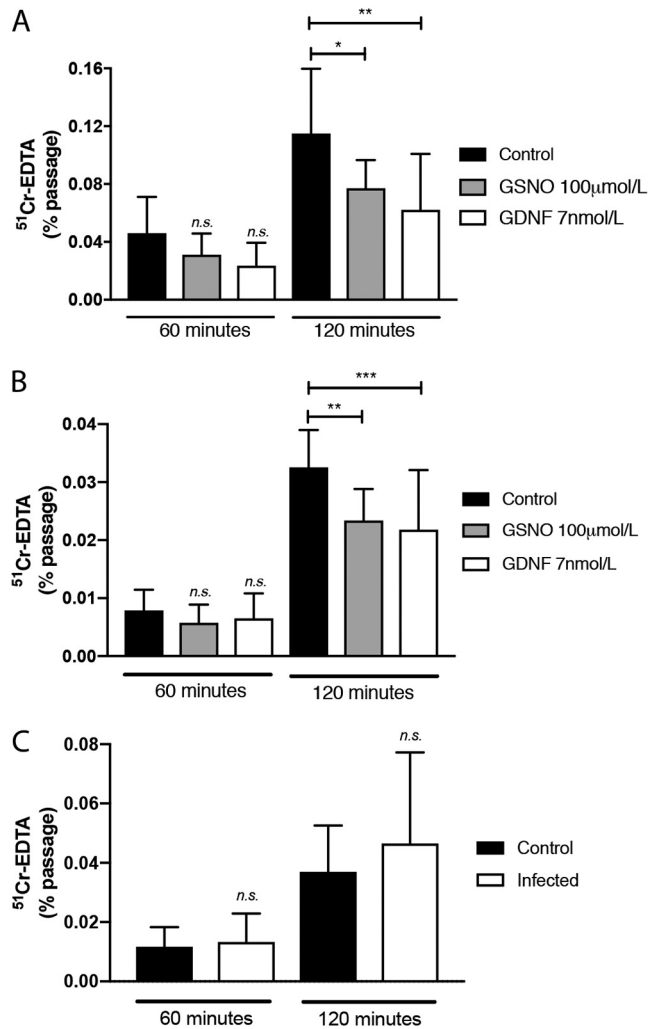 A
**
*
0.16
0.12
0.08
0.04
0.00
⁵¹Cr-EDTA
(% passage)
n.s.
n.s.
Control
GSNO 100μmol/L
GDNF 7nmol/L
60 minutes
120 minutes
B
***
**
0.04
0.03
0.02
0.01
0.00
⁵¹Cr-EDTA
(% passage)
n.s.
n.s.
Control
GSNO 100μmol/L
GDNF 7nmol/L
60 minutes
120 minutes
C
0.08
0.06
0.04
0.02
0.00
⁵¹Cr-EDTA
(% passage)
n.s.
n.s.
Control
Infected
60 minutes
120 minutes